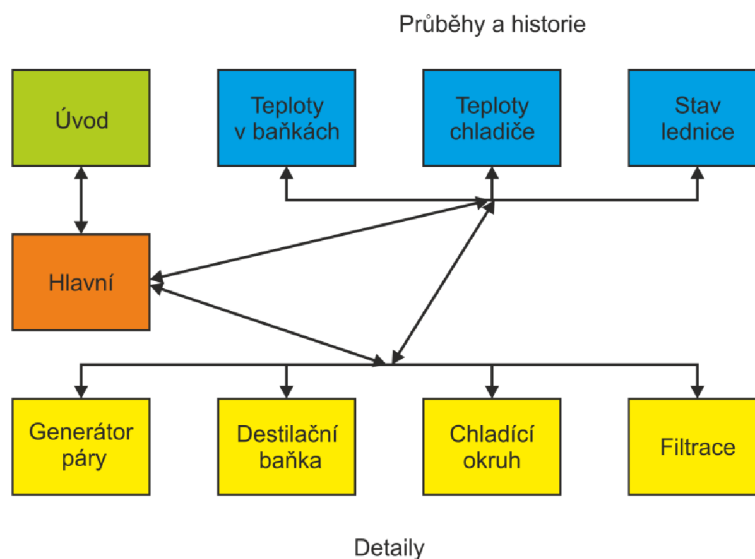 Průběhy a historie
Úvod
Teploty
v baňkách
Teploty
chladiče
Stav
lednice
Hlavní
Generátor
páry
Destilační
baňka
Chladící
okruh
Filtrace
Detaily